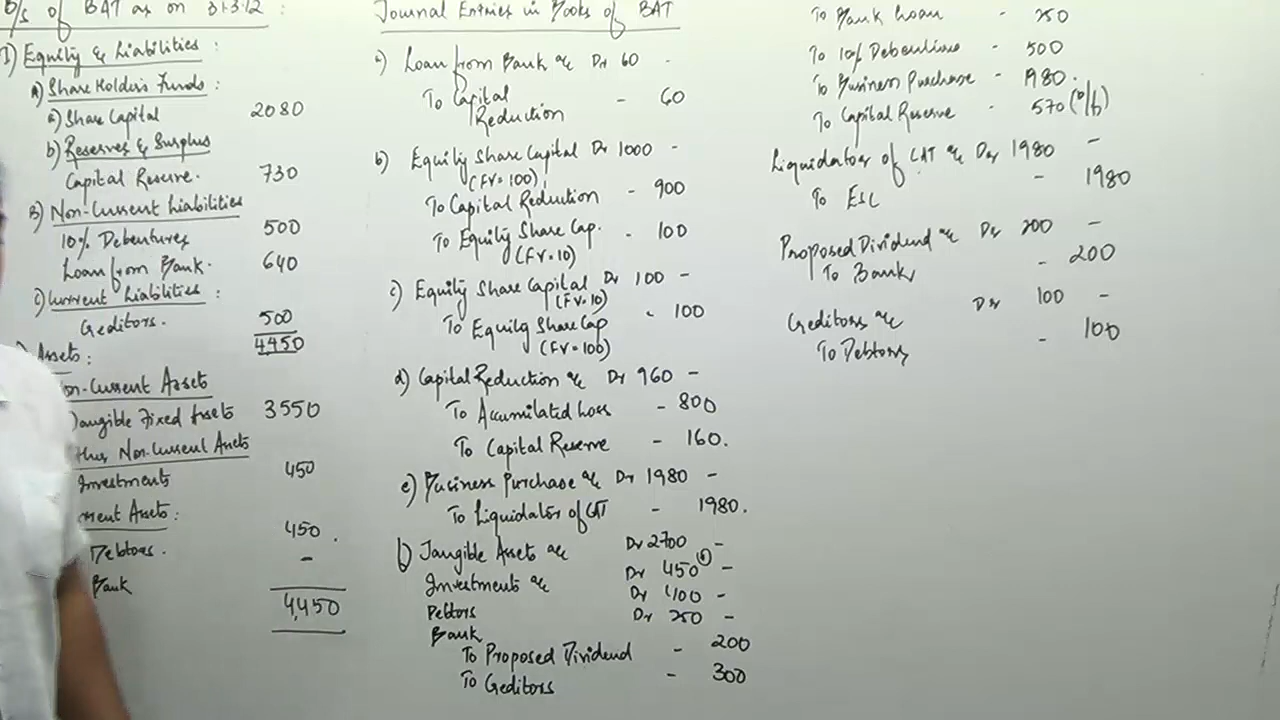 B/s of BAT as on 31.3.12 :
I) Equity & Liabilities :
A) Share Holders Funds :
a) Share Capital 2080
b) Reserves & Surplus
Capital Reserve. 730
B) Non-Current Liabilities
10% Debentures 500
Loan from Bank. 640
C) Current Liabilities :
Creditors. 500
4450
Assets :
Non-Current Assets
Tangible Fixed Assets 3550
Other Non-Current Assets
Investments 450
Current Assets :
Debtors. 450.
Bank -
4,450
Journal Entries in Books of BAT
a) Loan from Bank a/c Dr 60 -
To Capital Reduction - 60
b) Equity Share Capital Dr 1000 -
(FV=100)
To Capital Reduction - 900
To Equity Share Cap. - 100
(FV=10)
c) Equity Share Capital Dr 100 -
(FV=10)
To Equity Share Cap - 100
(FV=100)
d) Capital Reduction a/c Dr 960 -
To Accumulated Loss - 800
To Capital Reserve - 160.
e) Business Purchase a/c Dr 1980 -
To Liquidator of CAT - 1980.
f) Tangible Assets a/c Dr 2700 -
Investments a/c Dr 450 -
Debtors Dr 400 -
Bank Dr 250 -
To Proposed Dividend - 200
To Creditors - 300
To Bank Loan - 250
To 10% Debentures - 500
To Business Purchase - 1980.
To Capital Reserve - 570 (b/f)
Liquidator of CAT a/c Dr 1980 -
To ESC - 1980
Proposed Dividend a/c Dr 200 -
To Bank - 200
Creditors a/c Dr 100 -
To Debtors - 100